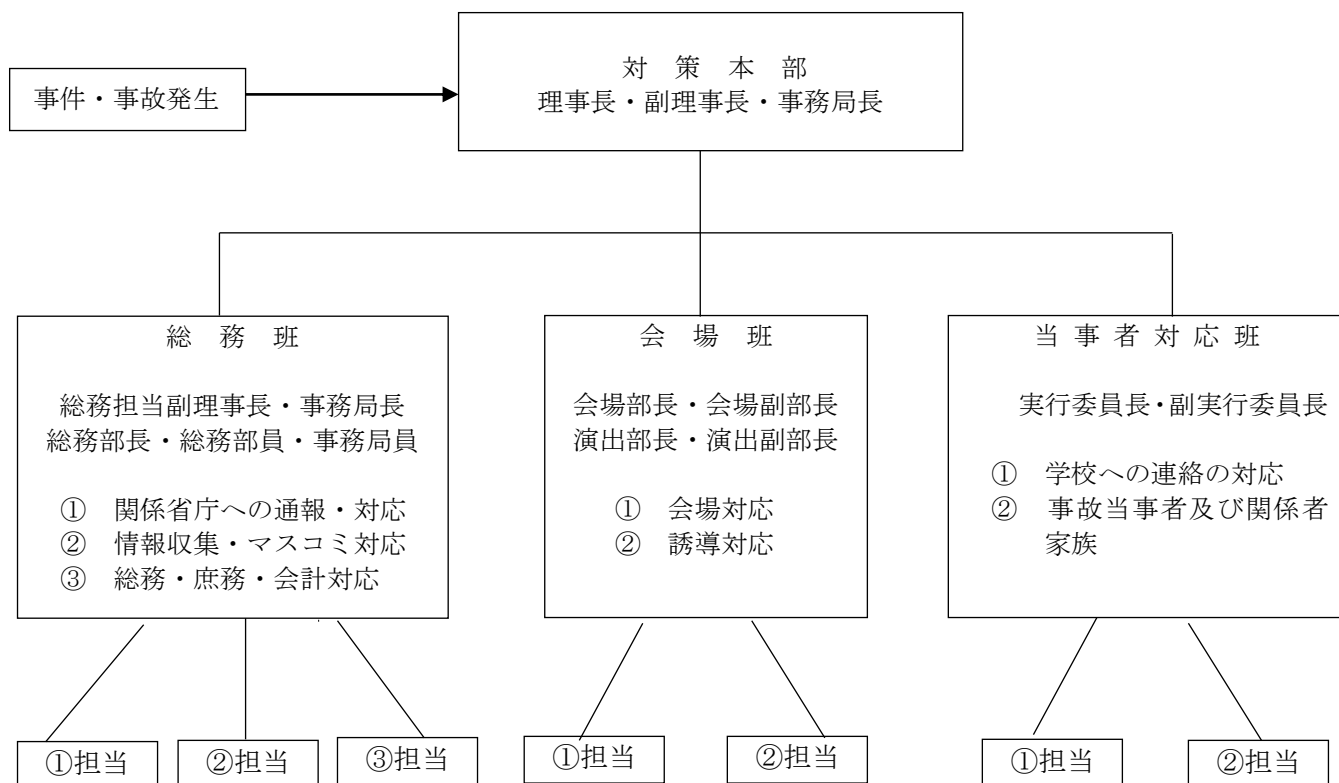 対　策　本　部
事件・事故発生
理事長・副理事長・事務局長
総　務　班
総務担当副理事長・事務局長
総務部長・総務部員・事務局員
①　関係省庁への通報・対応
②　情報収集・マスコミ対応
③　総務・庶務・会計対応
会　場　班
会場部長・会場副部長
演出部長・演出副部長
①　会場対応
②　誘導対応
当 事 者 対 応 班
実行委員長・副実行委員長
①　学校への連絡の対応
②　事故当事者及び関係者
家族
①担当
②担当
③担当
①担当
②担当
①担当
②担当